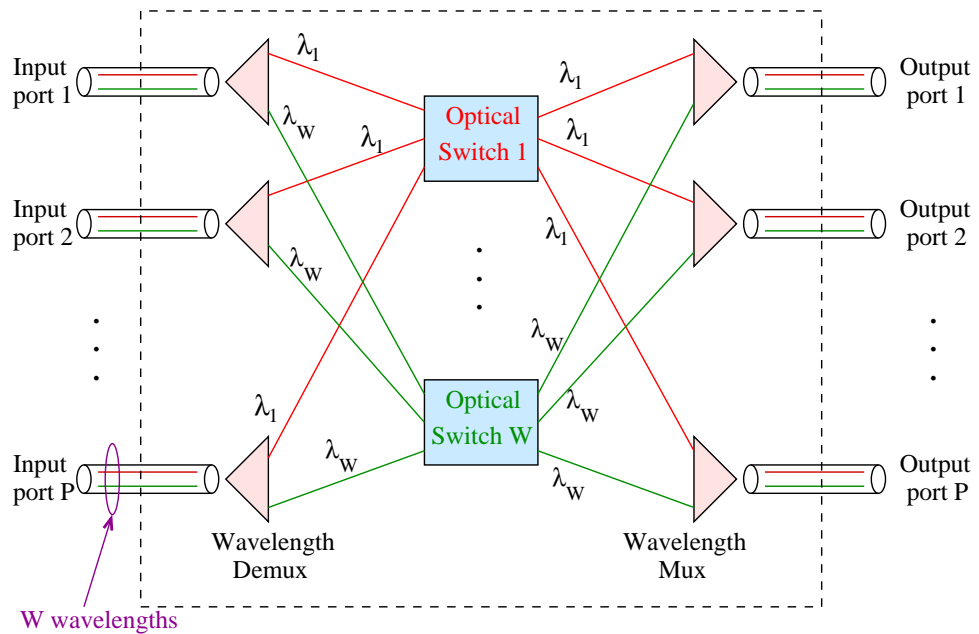 Input
port 1
Input
port 2
Input
port P
W wavelengths
λ1
λW
λ1
λW
λ1
λW
Wavelength
Demux
Optical
Switch 1
Optical
Switch W
λ1
λ1
λ1
λW
λW
λW
Wavelength
Mux
Output
port 1
Output
port 2
Output
port P